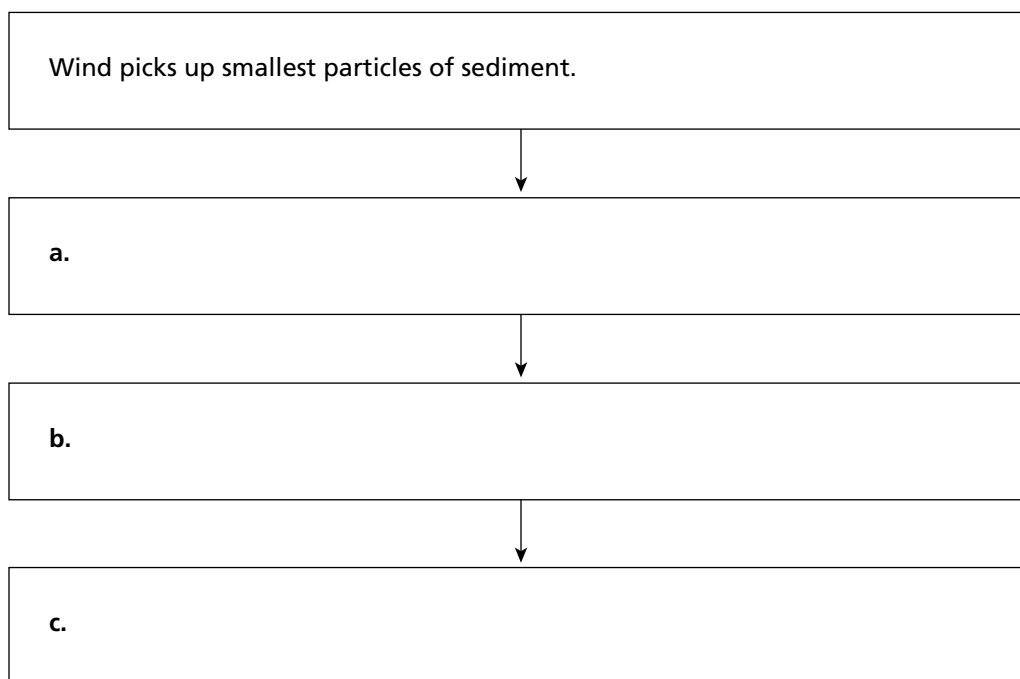 Wind picks up smallest particles of sediment.
a.
b.
c.